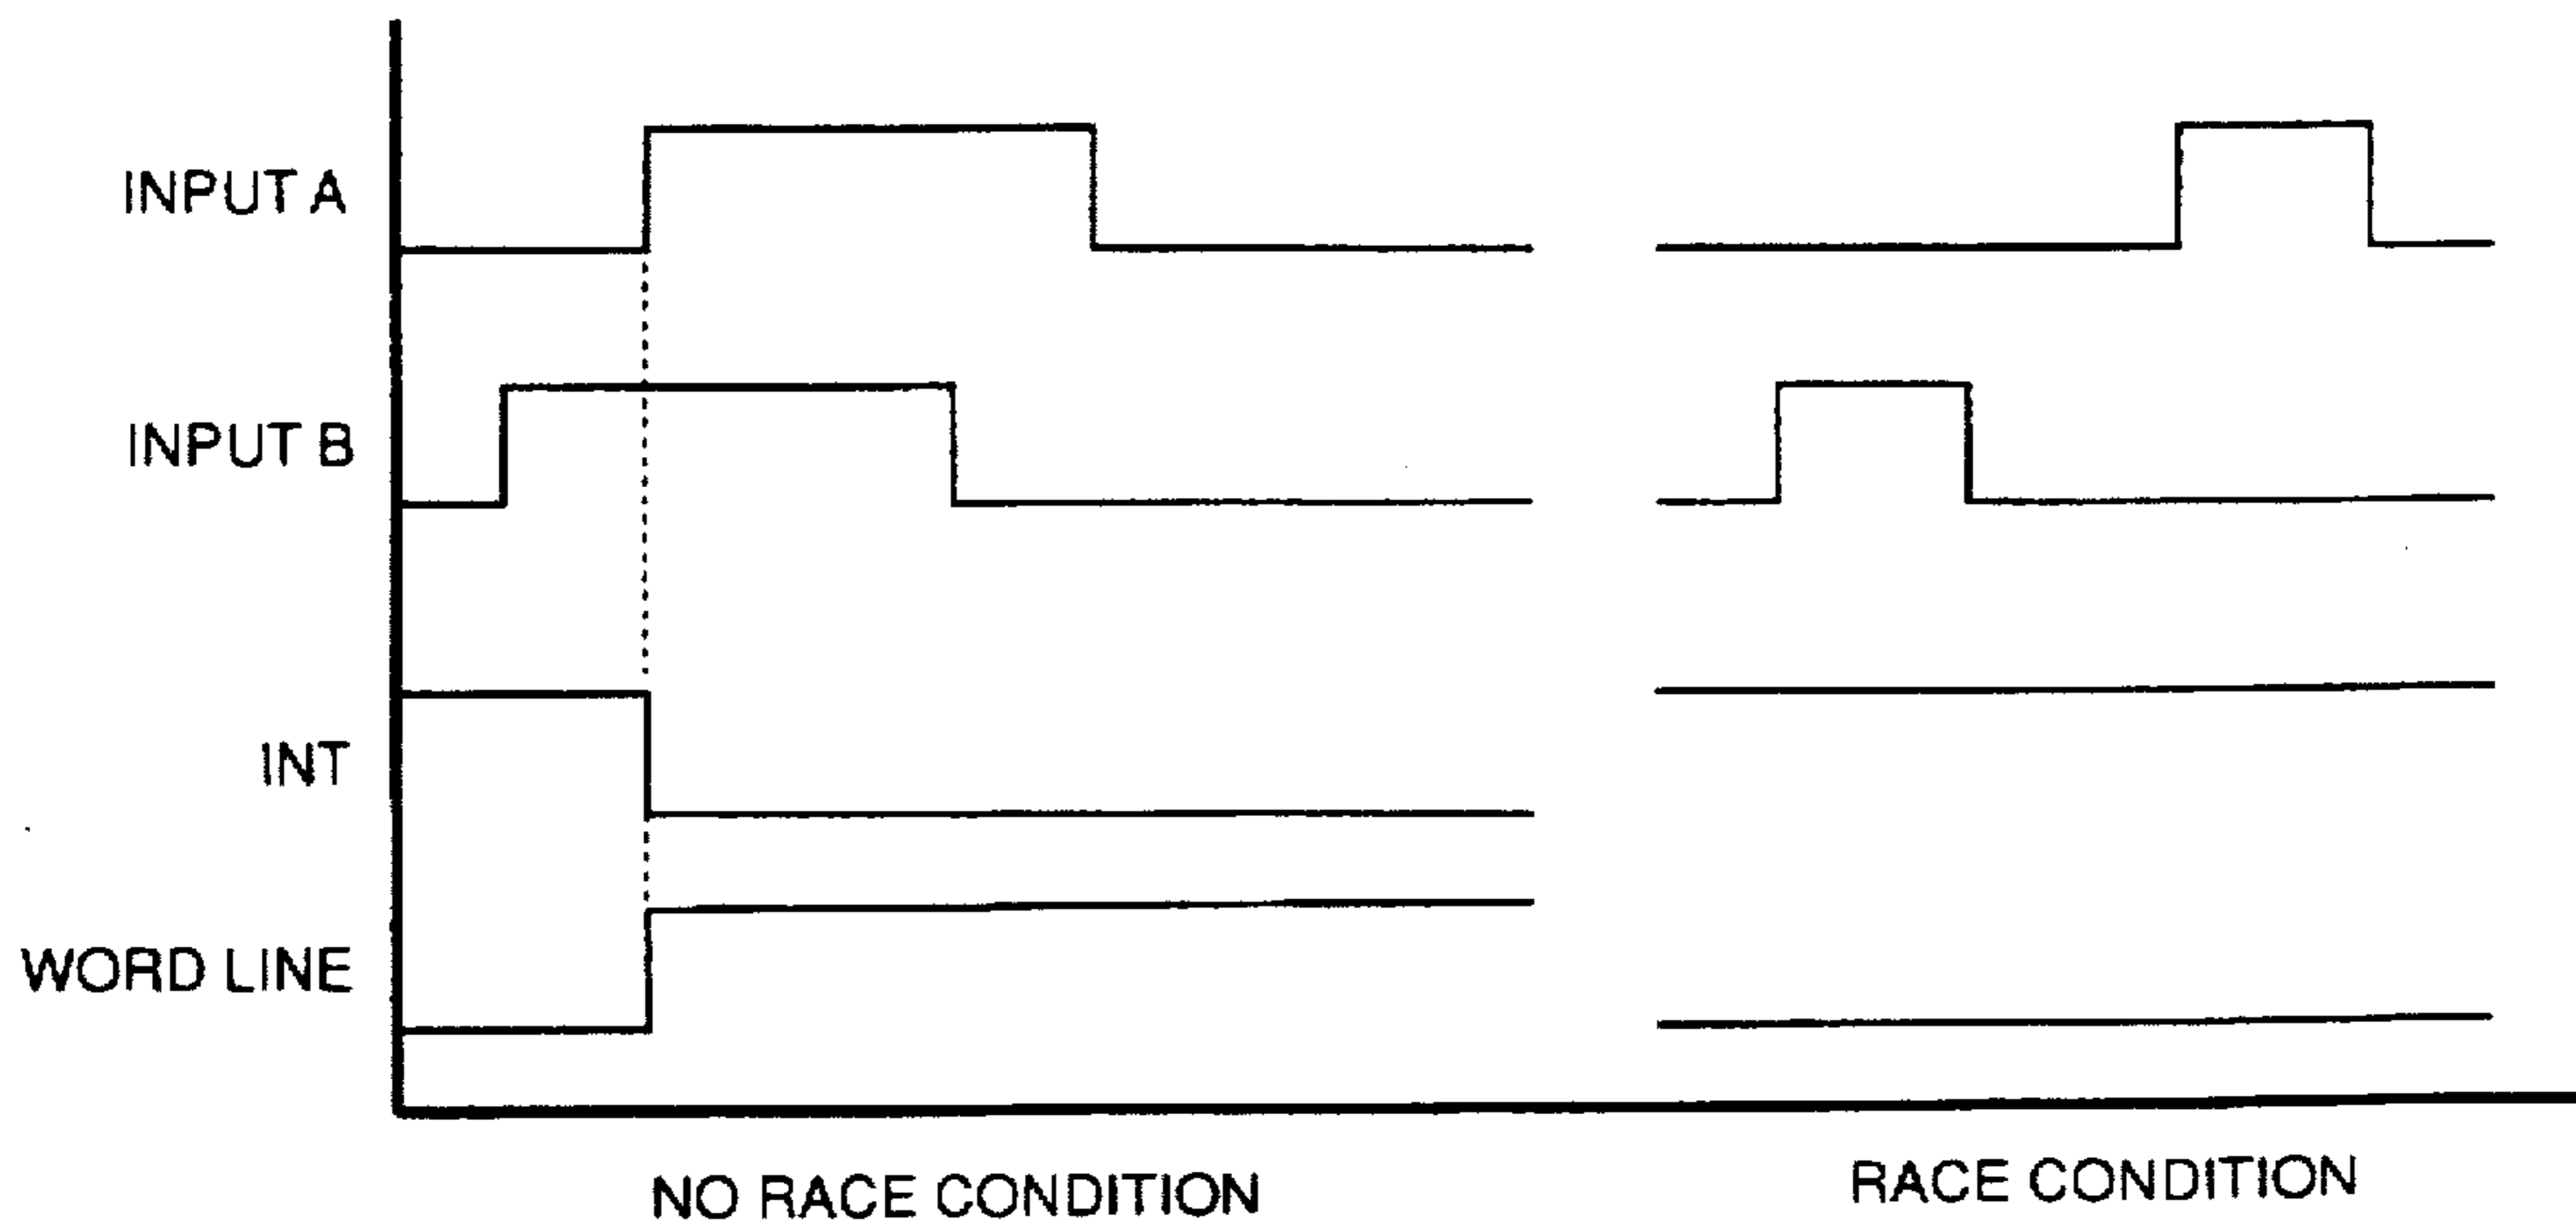 INPUT A
INPUT B
INT
WORD LINE
NO RACE CONDITION
RACE CONDITION